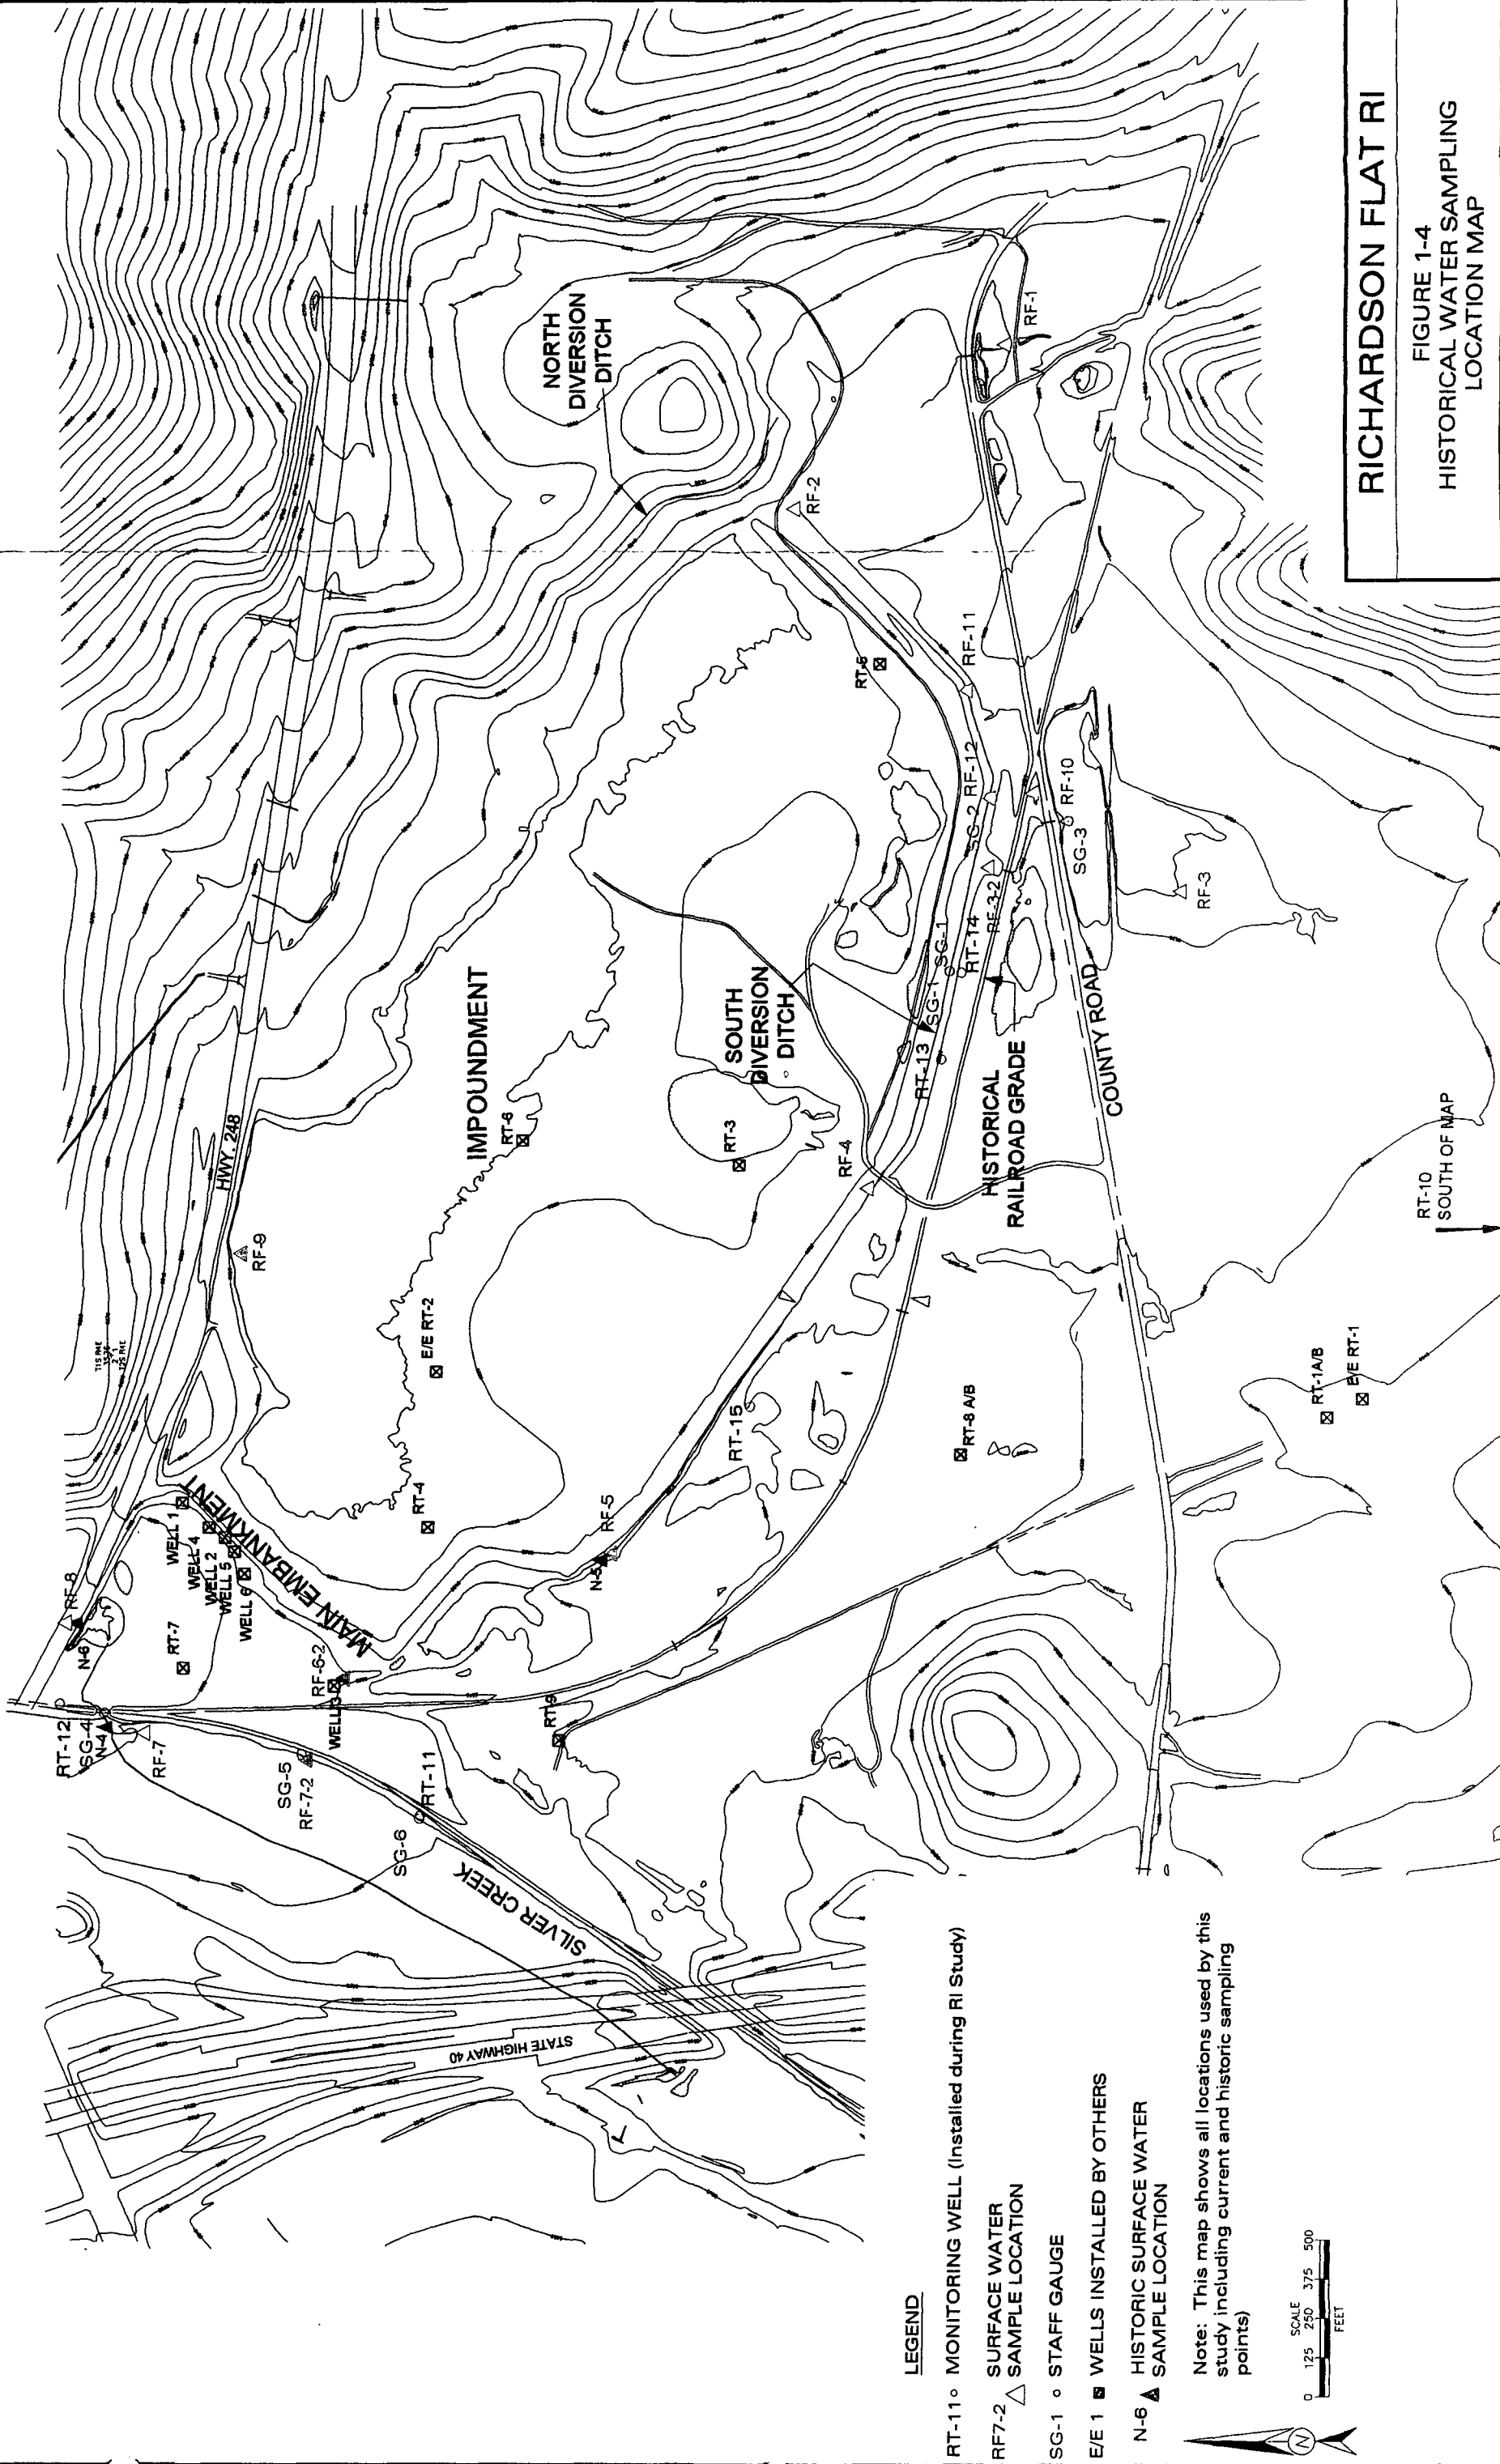 RICHARDSON FLAT RI
FIGURE 1-4
HISTORICAL WATER SAMPLING
LOCATION MAP
HWY. 248
NORTH
DIVERSION
DITCH
IMPOUNDMENT
SOUTH
DIVERSION
DITCH
HISTORICAL
RAILROAD GRADE
COUNTY ROAD
MAIN EMBANKMENT
SILVER CREEK
STATE HIGHWAY 40
RF-1
RF-2
RF-11
RT-5
RF-12
SG-2
RF-10
SG-3
RF-3
RF-3-2
SG-1
RT-14
SG-1
RT-13
RF-4
RT-3
RT-6
RF-9
E/E RT-2
RT-4
RT-15
RF-5
N-5
RT-8 A/B
RT-1A/B
E/E RT-1
RT-10
SOUTH OF MAP
WELL 1
WELL 4
WELL 2
WELL 5
WELL 6
RF-8
N-6
RT-7
RF-6-2
WELL 3
RT-9
RT-12
SG-4
N-4
RF-7
SG-5
RF-7-2
RT-11
SG-6
LEGEND
RT-11 MONITORING WELL (Installed during RI Study)
RF7-2 SURFACE WATER
SAMPLE LOCATION
SG-1 STAFF GAUGE
E/E 1 WELLS INSTALLED BY OTHERS
N-6 HISTORIC SURFACE WATER
SAMPLE LOCATION
Note: This map shows all locations used by this
study including current and historic sampling
points)
SCALE
0 125 250 375 500
FEET
N